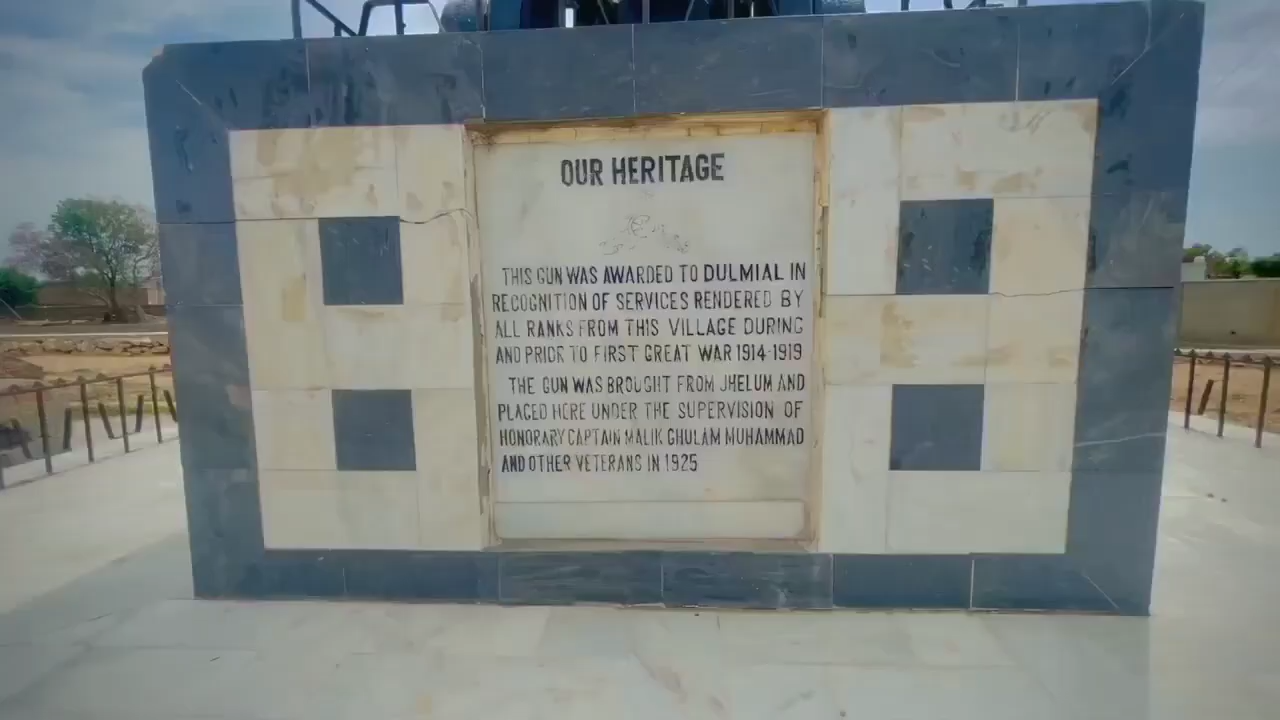 OUR HERITAGE
THIS GUN WAS AWARDED TO DULMIAL IN
RECOGNITION OF SERVICES RENDERED BY
ALL RANKS FROM THIS VILLAGE DURING
AND PRIOR TO FIRST GREAT WAR 1914-1919
THE GUN WAS BROUGHT FROM JHELUM AND
PLACED HERE UNDER THE SUPERVISION OF
HONORARY CAPTAIN MALIK GHULAM MUHAMMAD
AND OTHER VETERANS IN 1925